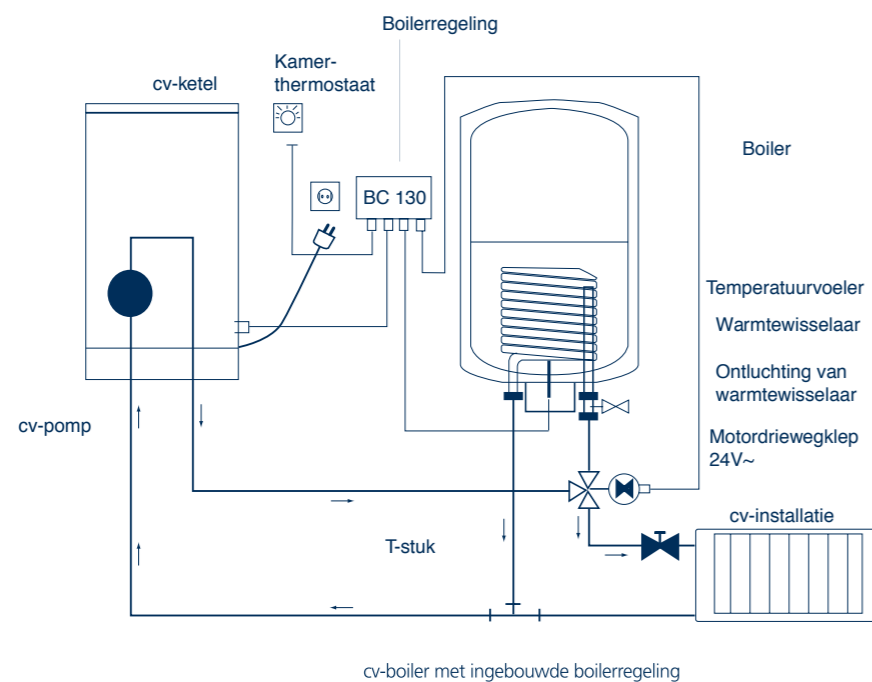 Boilerregeling
Kamer-
thermostaat
cv-ketel
BC 130
Boiler
Temperatuurvoeler
Warmtewisselaar
Ontluchting van
warmtewisselaar
cv-pomp
Motordriewegklep
24V~
cv-installatie
T-stuk
cv-boiler met ingebouwde boilerregeling